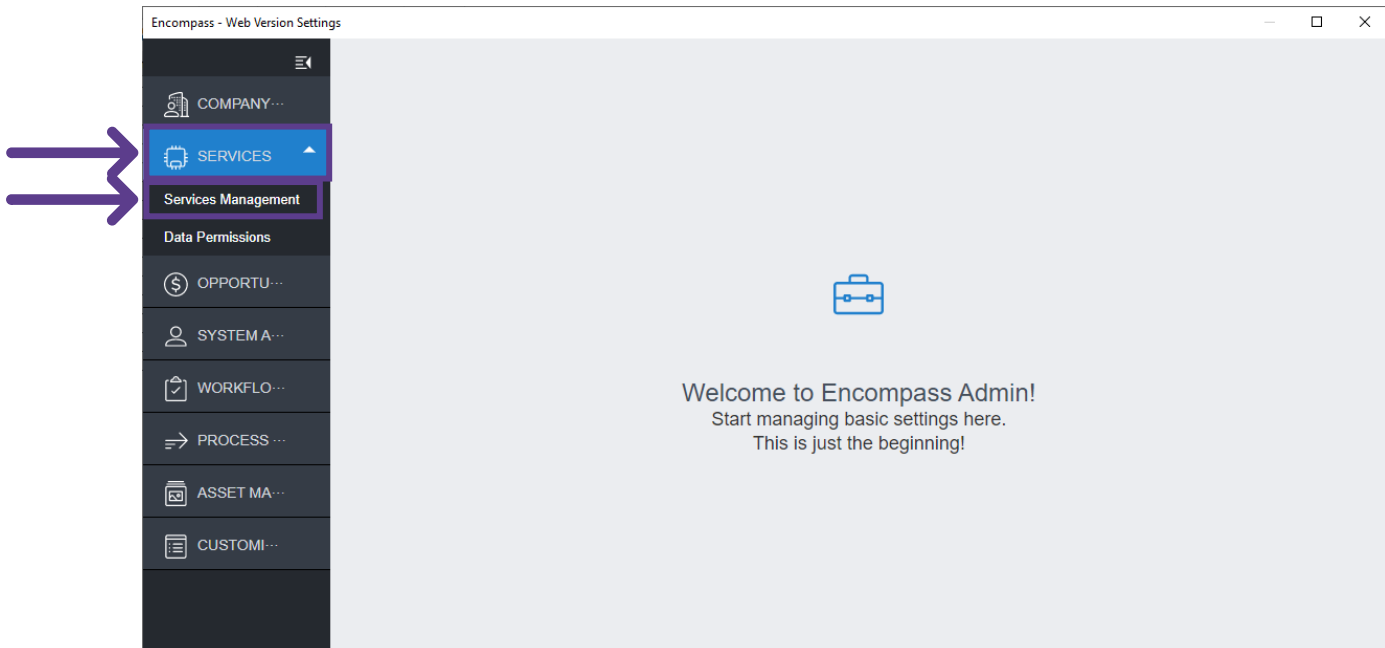 Encompass - Web Version Settings
COMPANY···
SERVICES
Services Management
Data Permissions
OPPORTU···
SYSTEM A···
WORKFLO···
PROCESS ···
ASSET MA···
CUSTOMI···
Welcome to Encompass Admin!
Start managing basic settings here.
This is just the beginning!